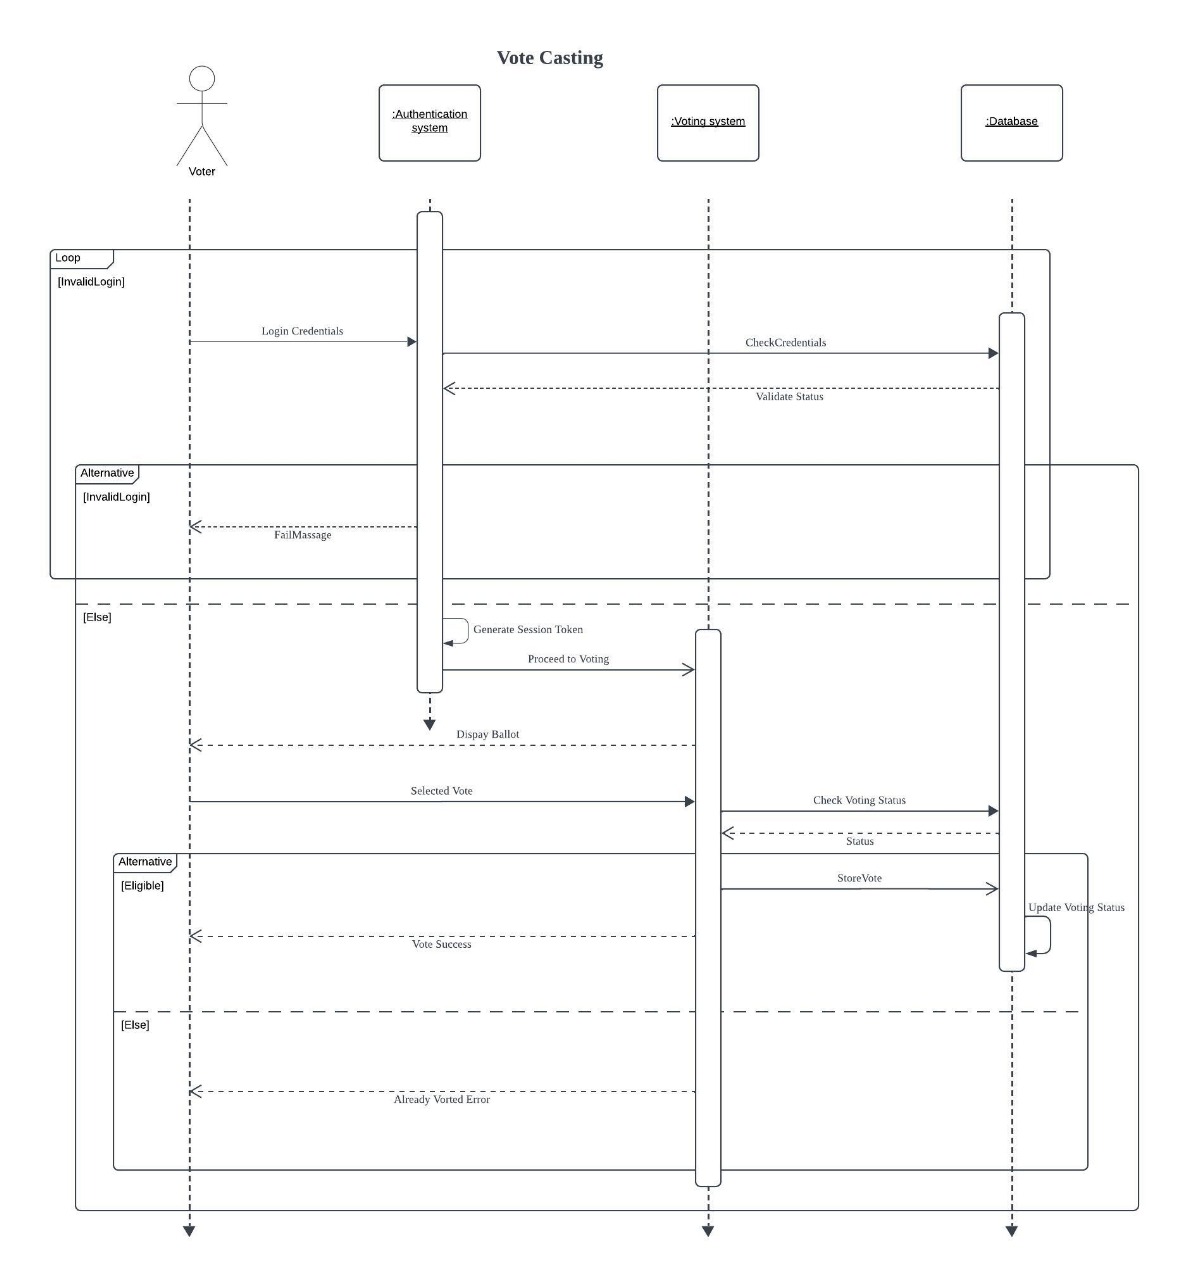 Vote Casting
:Authentication
system
:Voting system
:Database
Voter
Loop
[InvalidLogin]
Login Credentials
CheckCredentials
Validate Status
Alternative
[InvalidLogin]
FailMassage
[Else]
Generate Session Token
Proceed to Voting
Dispay Ballot
Selected Vote
Check Voting Status
Status
Alternative
[Eligible]
StoreVote
Update Voting Status
Vote Success
[Else]
Already Vorted Error